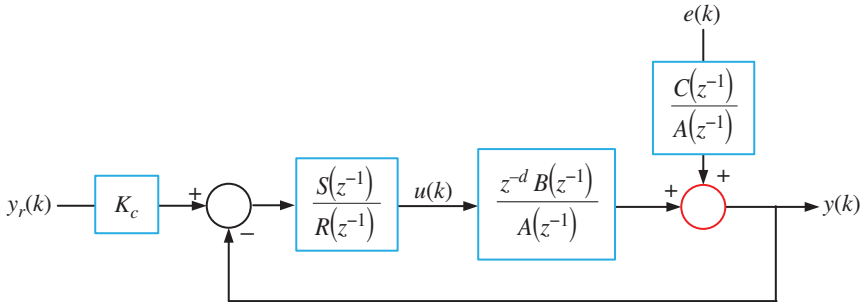 e(k)
C(z⁻¹)
A(z⁻¹)
+
+
y_r(k)
K_c
+
−
S(z⁻¹)
R(z⁻¹)
u(k)
z⁻ᵈ B(z⁻¹)
A(z⁻¹)
+
y(k)